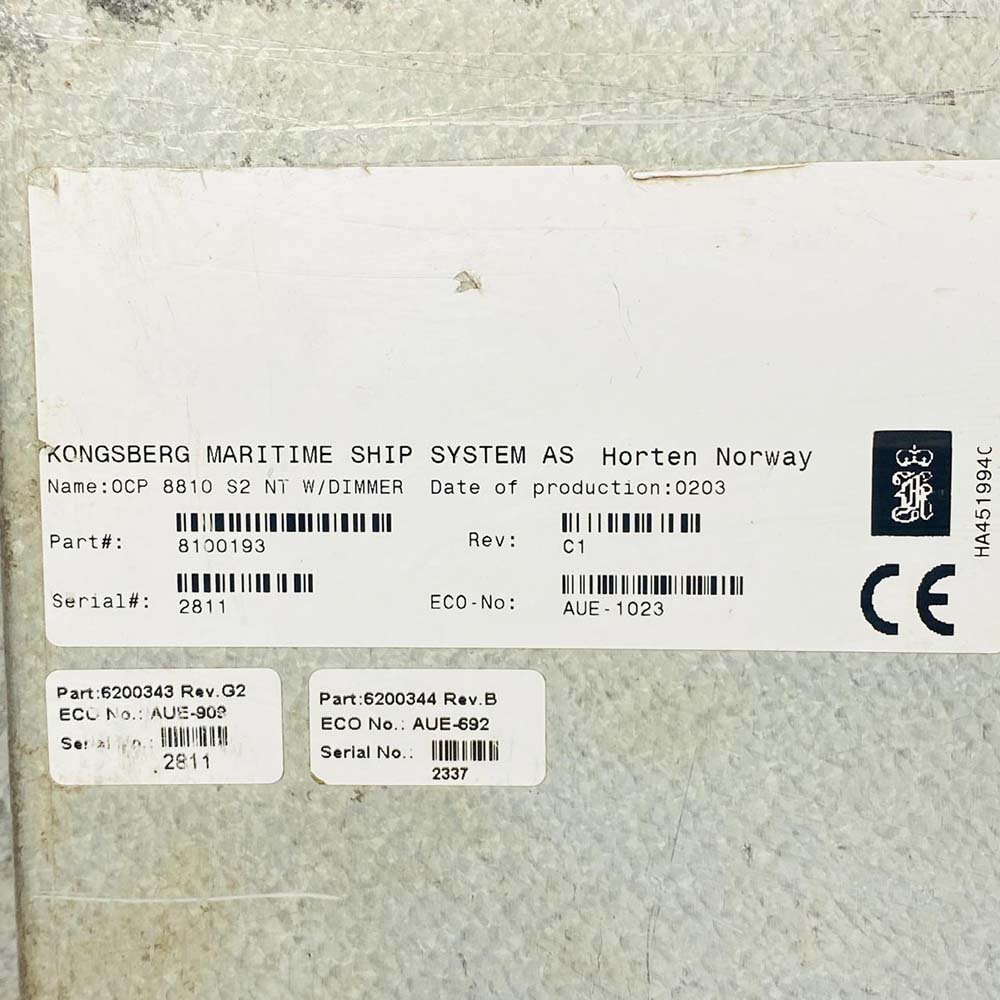 KONGSBERG MARITIME SHIP SYSTEM AS Horten Norway
Name:OCP 8810 S2 NT W/DIMMER Date of production:0203
Part#: 8100193 Rev: C1
Serial#: 2811 ECO-No: AUE-1023
CE
HA451994C
Part:6200343 Rev.G2
ECO No.: AUE-909
Serial No.:
2811
Part:6200344 Rev.B
ECO No.: AUE-692
Serial No.:
2337